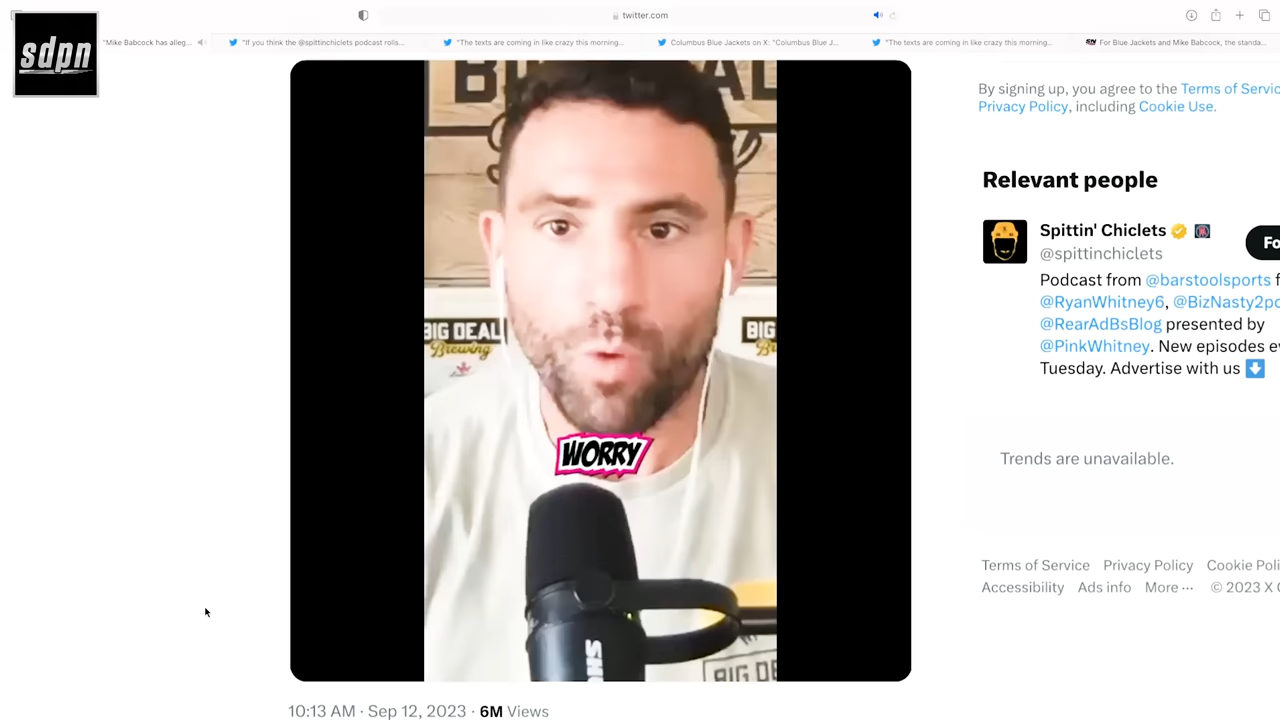 twitter.com
sdpn
"Mike Babcock has alleg...
"If you think the @spittinchiclets podcast rolls...
"The texts are coming in like crazy this morning...
Columbus Blue Jackets on X: "Columbus Blue J...
"The texts are coming in like crazy this morning...
For Blue Jackets and Mike Babcock, the standa...
BIG DEAL
Brewing
BIG
WORRY
SHU
BIG DE
By signing up, you agree to the Terms of Servic
Privacy Policy, including Cookie Use.
Relevant people
Spittin' Chiclets
@spittinchiclets
Fo
Podcast from @barstoolsports f
@RyanWhitney6, @BizNasty2p
@RearAdBsBlog presented by
@PinkWhitney. New episodes e
Tuesday. Advertise with us
Trends are unavailable.
Terms of Service Privacy Policy Cookie Poli
Accessibility Ads info More ··· © 2023 X C
10:13 AM · Sep 12, 2023 · 6M Views